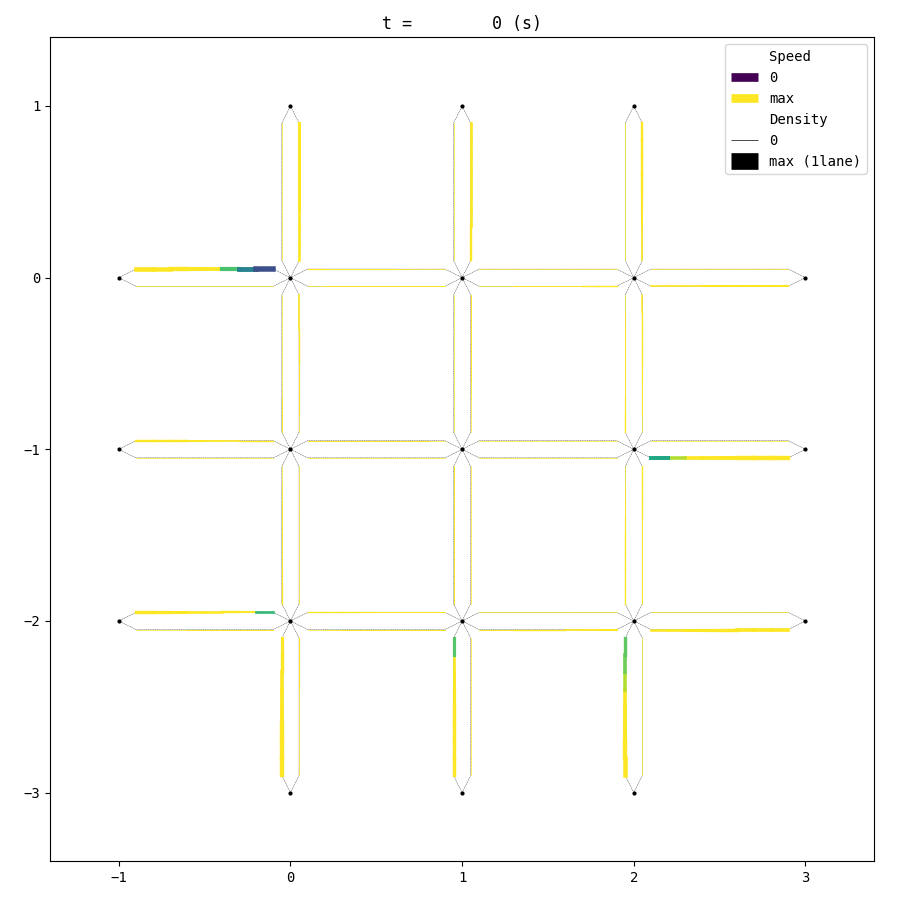 t =        0 (s)
Speed
0
max
Density
0
max (1lane)
1
0
−1
−2
−3
−1 0 1 2 3